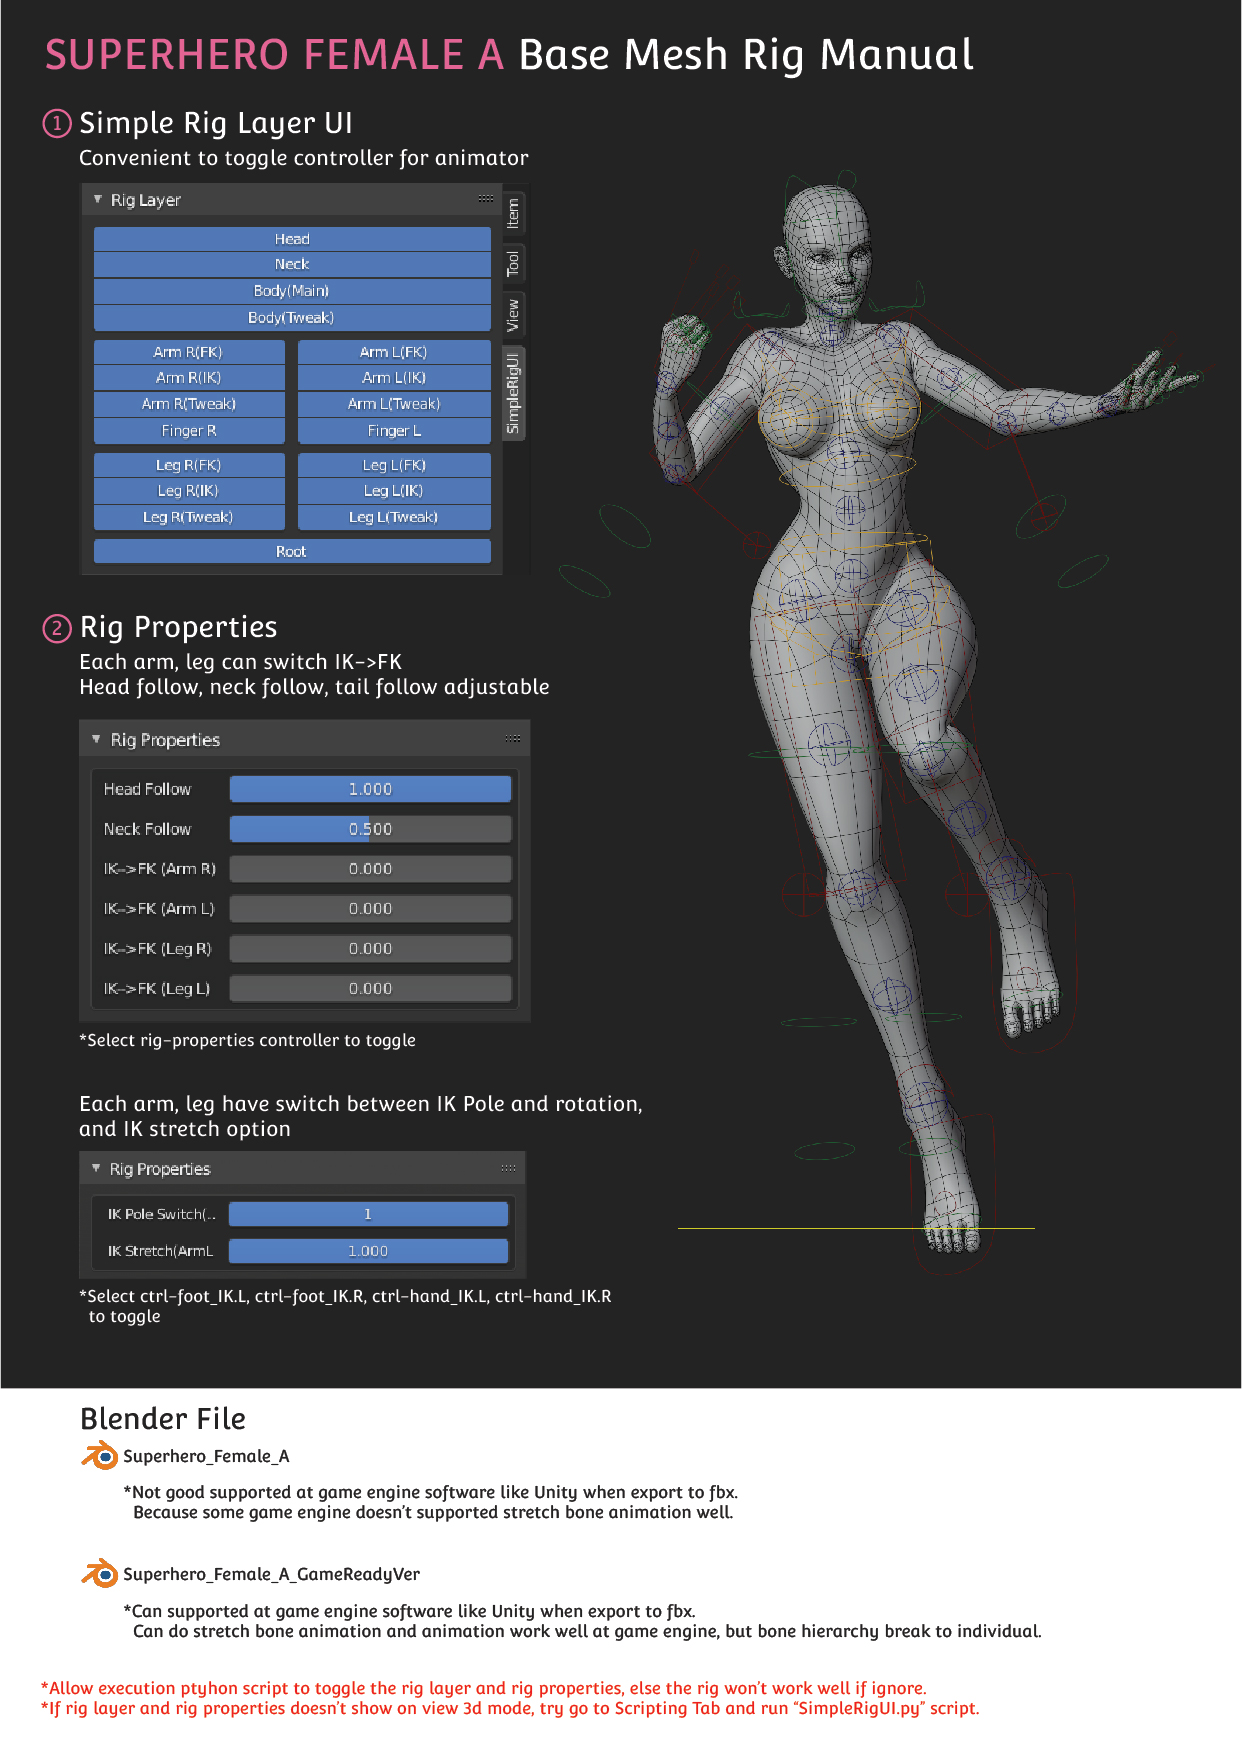 SUPERHERO FEMALE A Base Mesh Rig Manual
1 Simple Rig Layer UI
Convenient to toggle controller for animator
Rig Layer
Head
Neck
Body(Main)
Body(Tweak)
Arm R(FK) Arm L(FK)
Arm R(IK) Arm L(IK)
Arm R(Tweak) Arm L(Tweak)
Finger R Finger L
Leg R(FK) Leg L(FK)
Leg R(IK) Leg L(IK)
Leg R(Tweak) Leg L(Tweak)
Root
Item
Tool
View
SimpleRigUI
2 Rig Properties
Each arm, leg can switch IK->FK
Head follow, neck follow, tail follow adjustable
Rig Properties
Head Follow 1.000
Neck Follow 0.500
IK->FK (Arm R) 0.000
IK->FK (Arm L) 0.000
IK->FK (Leg R) 0.000
IK->FK (Leg L) 0.000
*Select rig-properties controller to toggle
Each arm, leg have switch between IK Pole and rotation,
and IK stretch option
Rig Properties
IK Pole Switch(.. 1
IK Stretch(ArmL 1.000
*Select ctrl-foot_IK.L, ctrl-foot_IK.R, ctrl-hand_IK.L, ctrl-hand_IK.R
to toggle
Blender File
Superhero_Female_A
*Not good supported at game engine software like Unity when export to fbx.
Because some game engine doesn't supported stretch bone animation well.
Superhero_Female_A_GameReadyVer
*Can supported at game engine software like Unity when export to fbx.
Can do stretch bone animation and animation work well at game engine, but bone hierarchy break to individual.
*Allow execution ptyhon script to toggle the rig layer and rig properties, else the rig won't work well if ignore.
*If rig layer and rig properties doesn't show on view 3d mode, try go to Scripting Tab and run "SimpleRigUI.py" script.